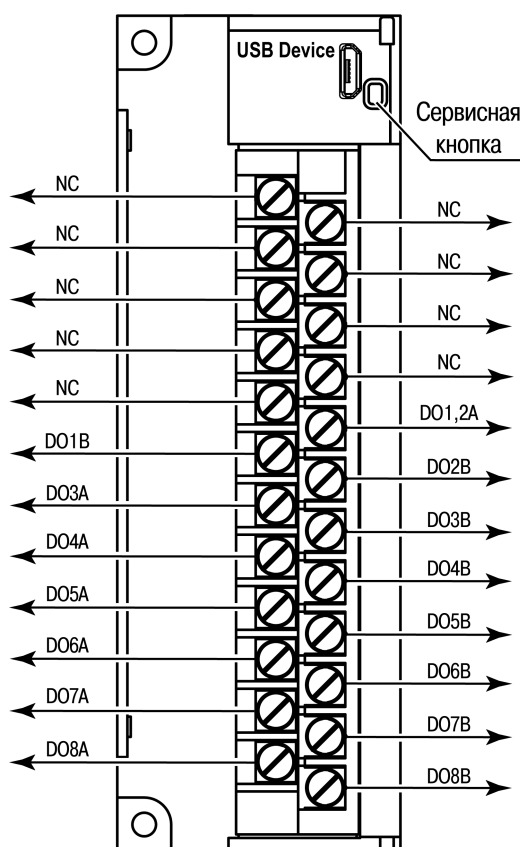 USB Device
Сервисная
кнопка
NC
NC
NC
NC
NC
NC
NC
NC
NC
DO1,2A
DO1B
DO2B
DO3A
DO3B
DO4A
DO4B
DO5A
DO5B
DO6A
DO6B
DO7A
DO7B
DO8A
DO8B